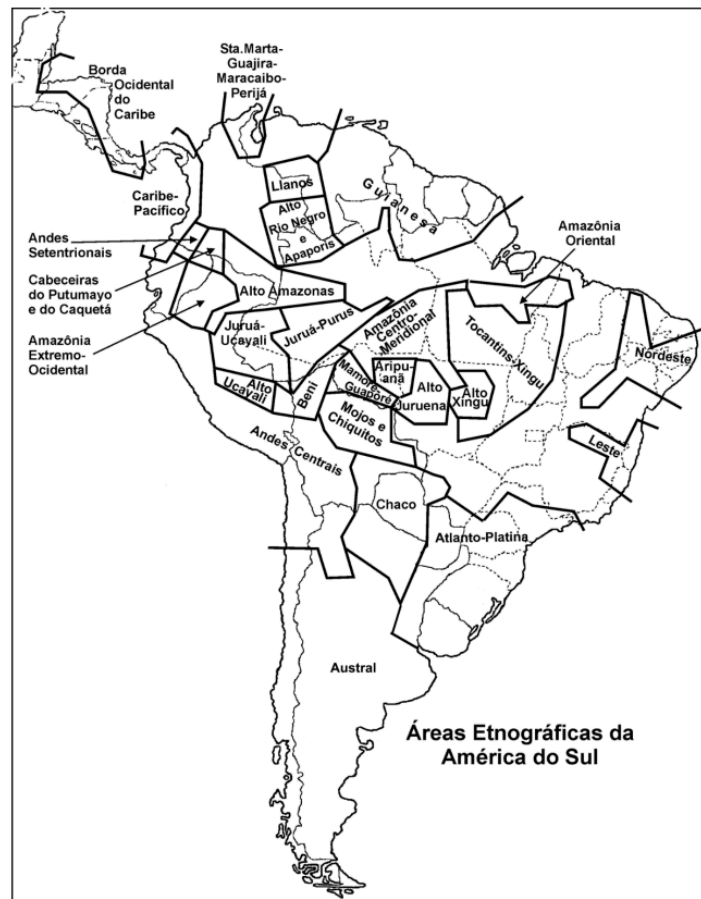 Borda
Ocidental
do
Caribe
Sta.Marta-
Guajira-
Maracaibo-
Perijá
Caribe-
Pacífico
Llanos
Guianesa
Alto
Rio Negro
e
Apaporis
Andes
Setentrionais
Cabeceiras
do Putumayo
e do Caquetá
Amazônia
Extremo-
Ocidental
Alto Amazonas
Amazônia
Oriental
Juruá-
Ucayali
Juruá-Purus
Amazônia
Centro-
Meridional
Tocantins-Xingu
Nordeste
Alto
Ucayali
Beni
Mamoré-
Guaporé
Aripu-
anã
Alto
Juruena
Alto
Xingu
Mojos e
Chiquitos
Leste
Andes Centrais
Chaco
Atlanto-Platina
Austral
Áreas Etnográficas da
América do Sul